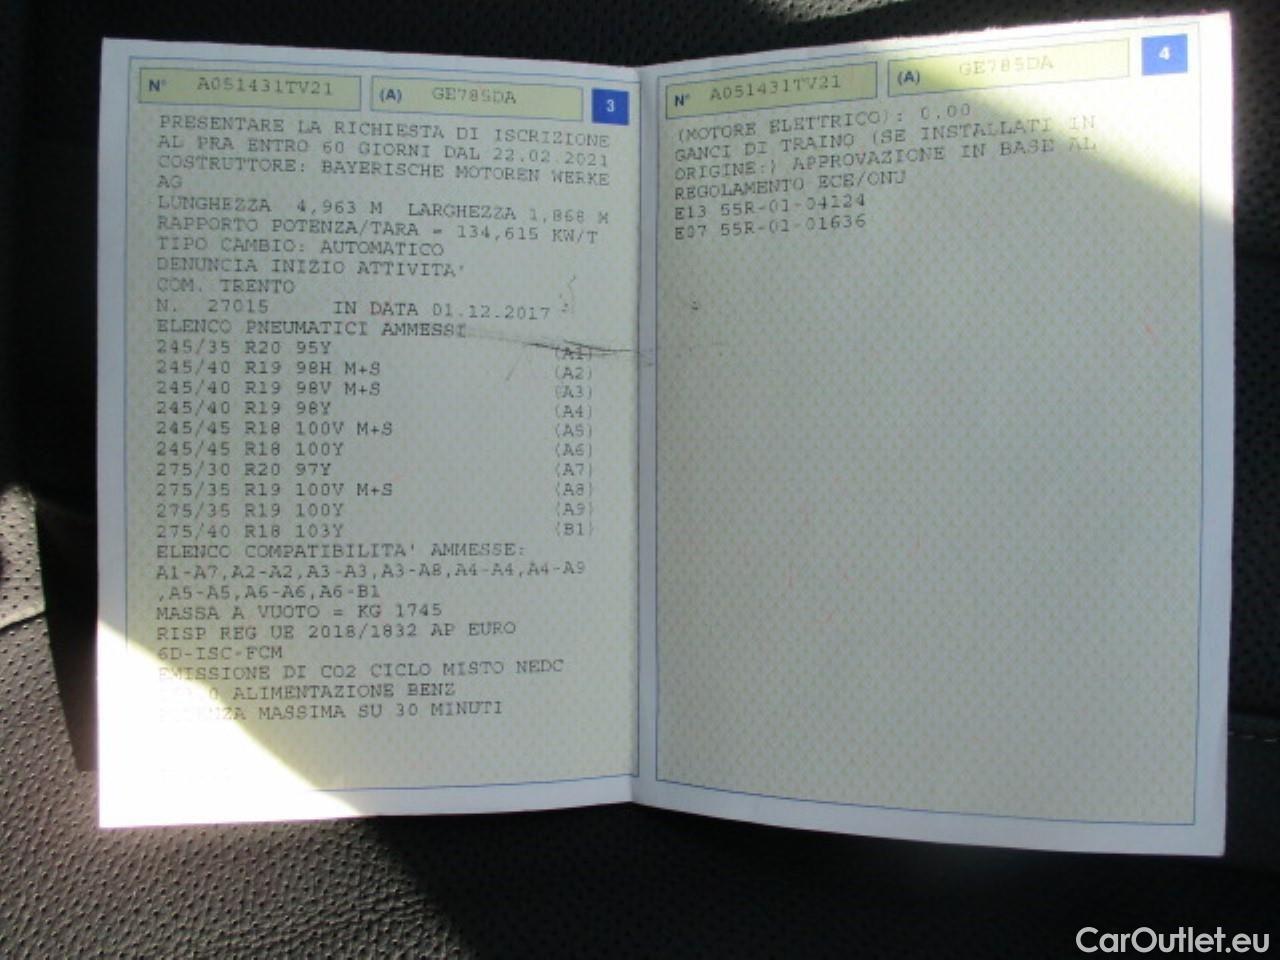 N° A051431TV21 (A) GE785DA 3
PRESENTARE LA RICHIESTA DI ISCRIZIONE
AL PRA ENTRO 60 GIORNI DAL 22.02.2021
COSTRUTTORE: BAYERISCHE MOTOREN WERKE
AG
LUNGHEZZA 4,963 M LARGHEZZA 1,868 M
RAPPORTO POTENZA/TARA = 134,615 KW/T
TIPO CAMBIO: AUTOMATICO
DENUNCIA INIZIO ATTIVITA'
COM. TRENTO
N. 27015 IN DATA 01.12.2017
ELENCO PNEUMATICI AMMESSI
245/35 R20 95Y (A1)
245/40 R19 98H M+S (A2)
245/40 R19 98V M+S (A3)
245/40 R19 98Y (A4)
245/45 R18 100V M+S (A5)
245/45 R18 100Y (A6)
275/30 R20 97Y (A7)
275/35 R19 100V M+S (A8)
275/35 R19 100Y (A9)
275/40 R18 103Y (B1)
ELENCO COMPATIBILITA' AMMESSE:
A1-A7,A2-A2,A3-A3,A3-A8,A4-A4,A4-A9
,A5-A5,A6-A6,A6-B1
MASSA A VUOTO = KG 1745
RISP REG UE 2018/1832 AP EURO
6D-ISC-FCM
EMISSIONE DI CO2 CICLO MISTO NEDC
ALIMENTAZIONE BENZ
POTENZA MASSIMA SU 30 MINUTI
N° A051431TV21 (A) GE785DA 4
(MOTORE ELETTRICO): 0,00
GANCI DI TRAINO (SE INSTALLATI IN
ORIGINE:) APPROVAZIONE IN BASE AL
REGOLAMENTO ECE/ONU
E13 55R-01-04124
E07 55R-01-01636
CarOutlet.eu